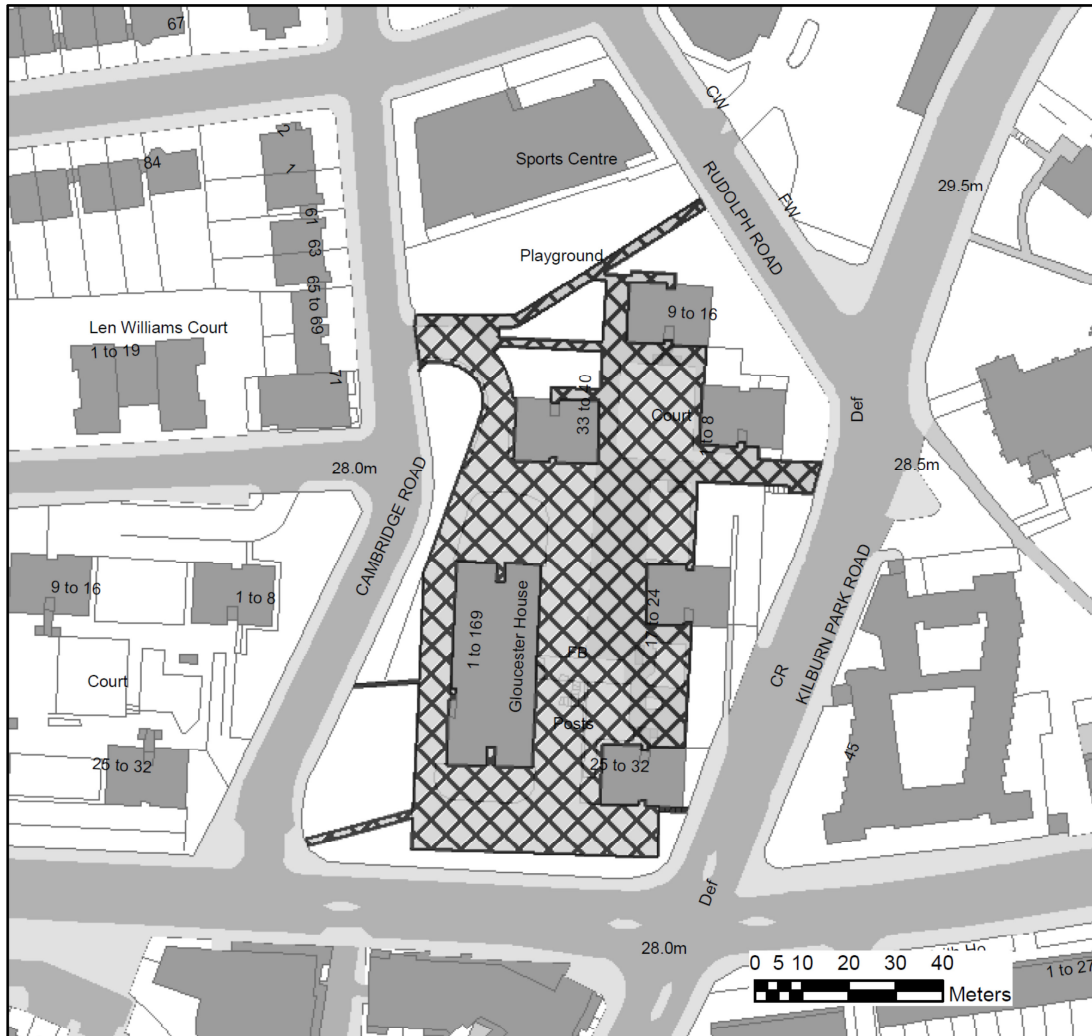 67
CW
2
1
84
Sports Centre
RUDOLPH ROAD
FW
29.5m
61
63
65 to 69
Playground
9 to 16
Len Williams Court
1 to 19
71
33 to 40
Court
1 to 8
Def
28.0m
28.5m
CAMBRIDGE ROAD
9 to 16
1 to 8
1 to 169
Gloucester House
17 to 24
KILBURN PARK ROAD
FB
CR
Court
Posts
45
25 to 32
25 to 32
Def
28.0m
1 to 27
0 5 10 20 30 40
Meters